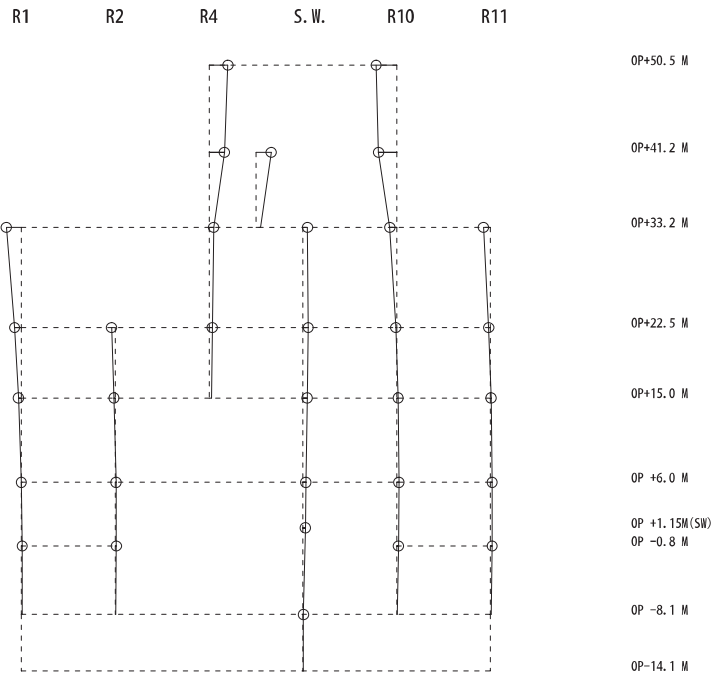 R1 R2 R4 S.W. R10 R11
OP+50.5 M
OP+41.2 M
OP+33.2 M
OP+22.5 M
OP+15.0 M
OP +6.0 M
OP +1.15M(SW)
OP -0.8 M
OP -8.1 M
OP-14.1 M